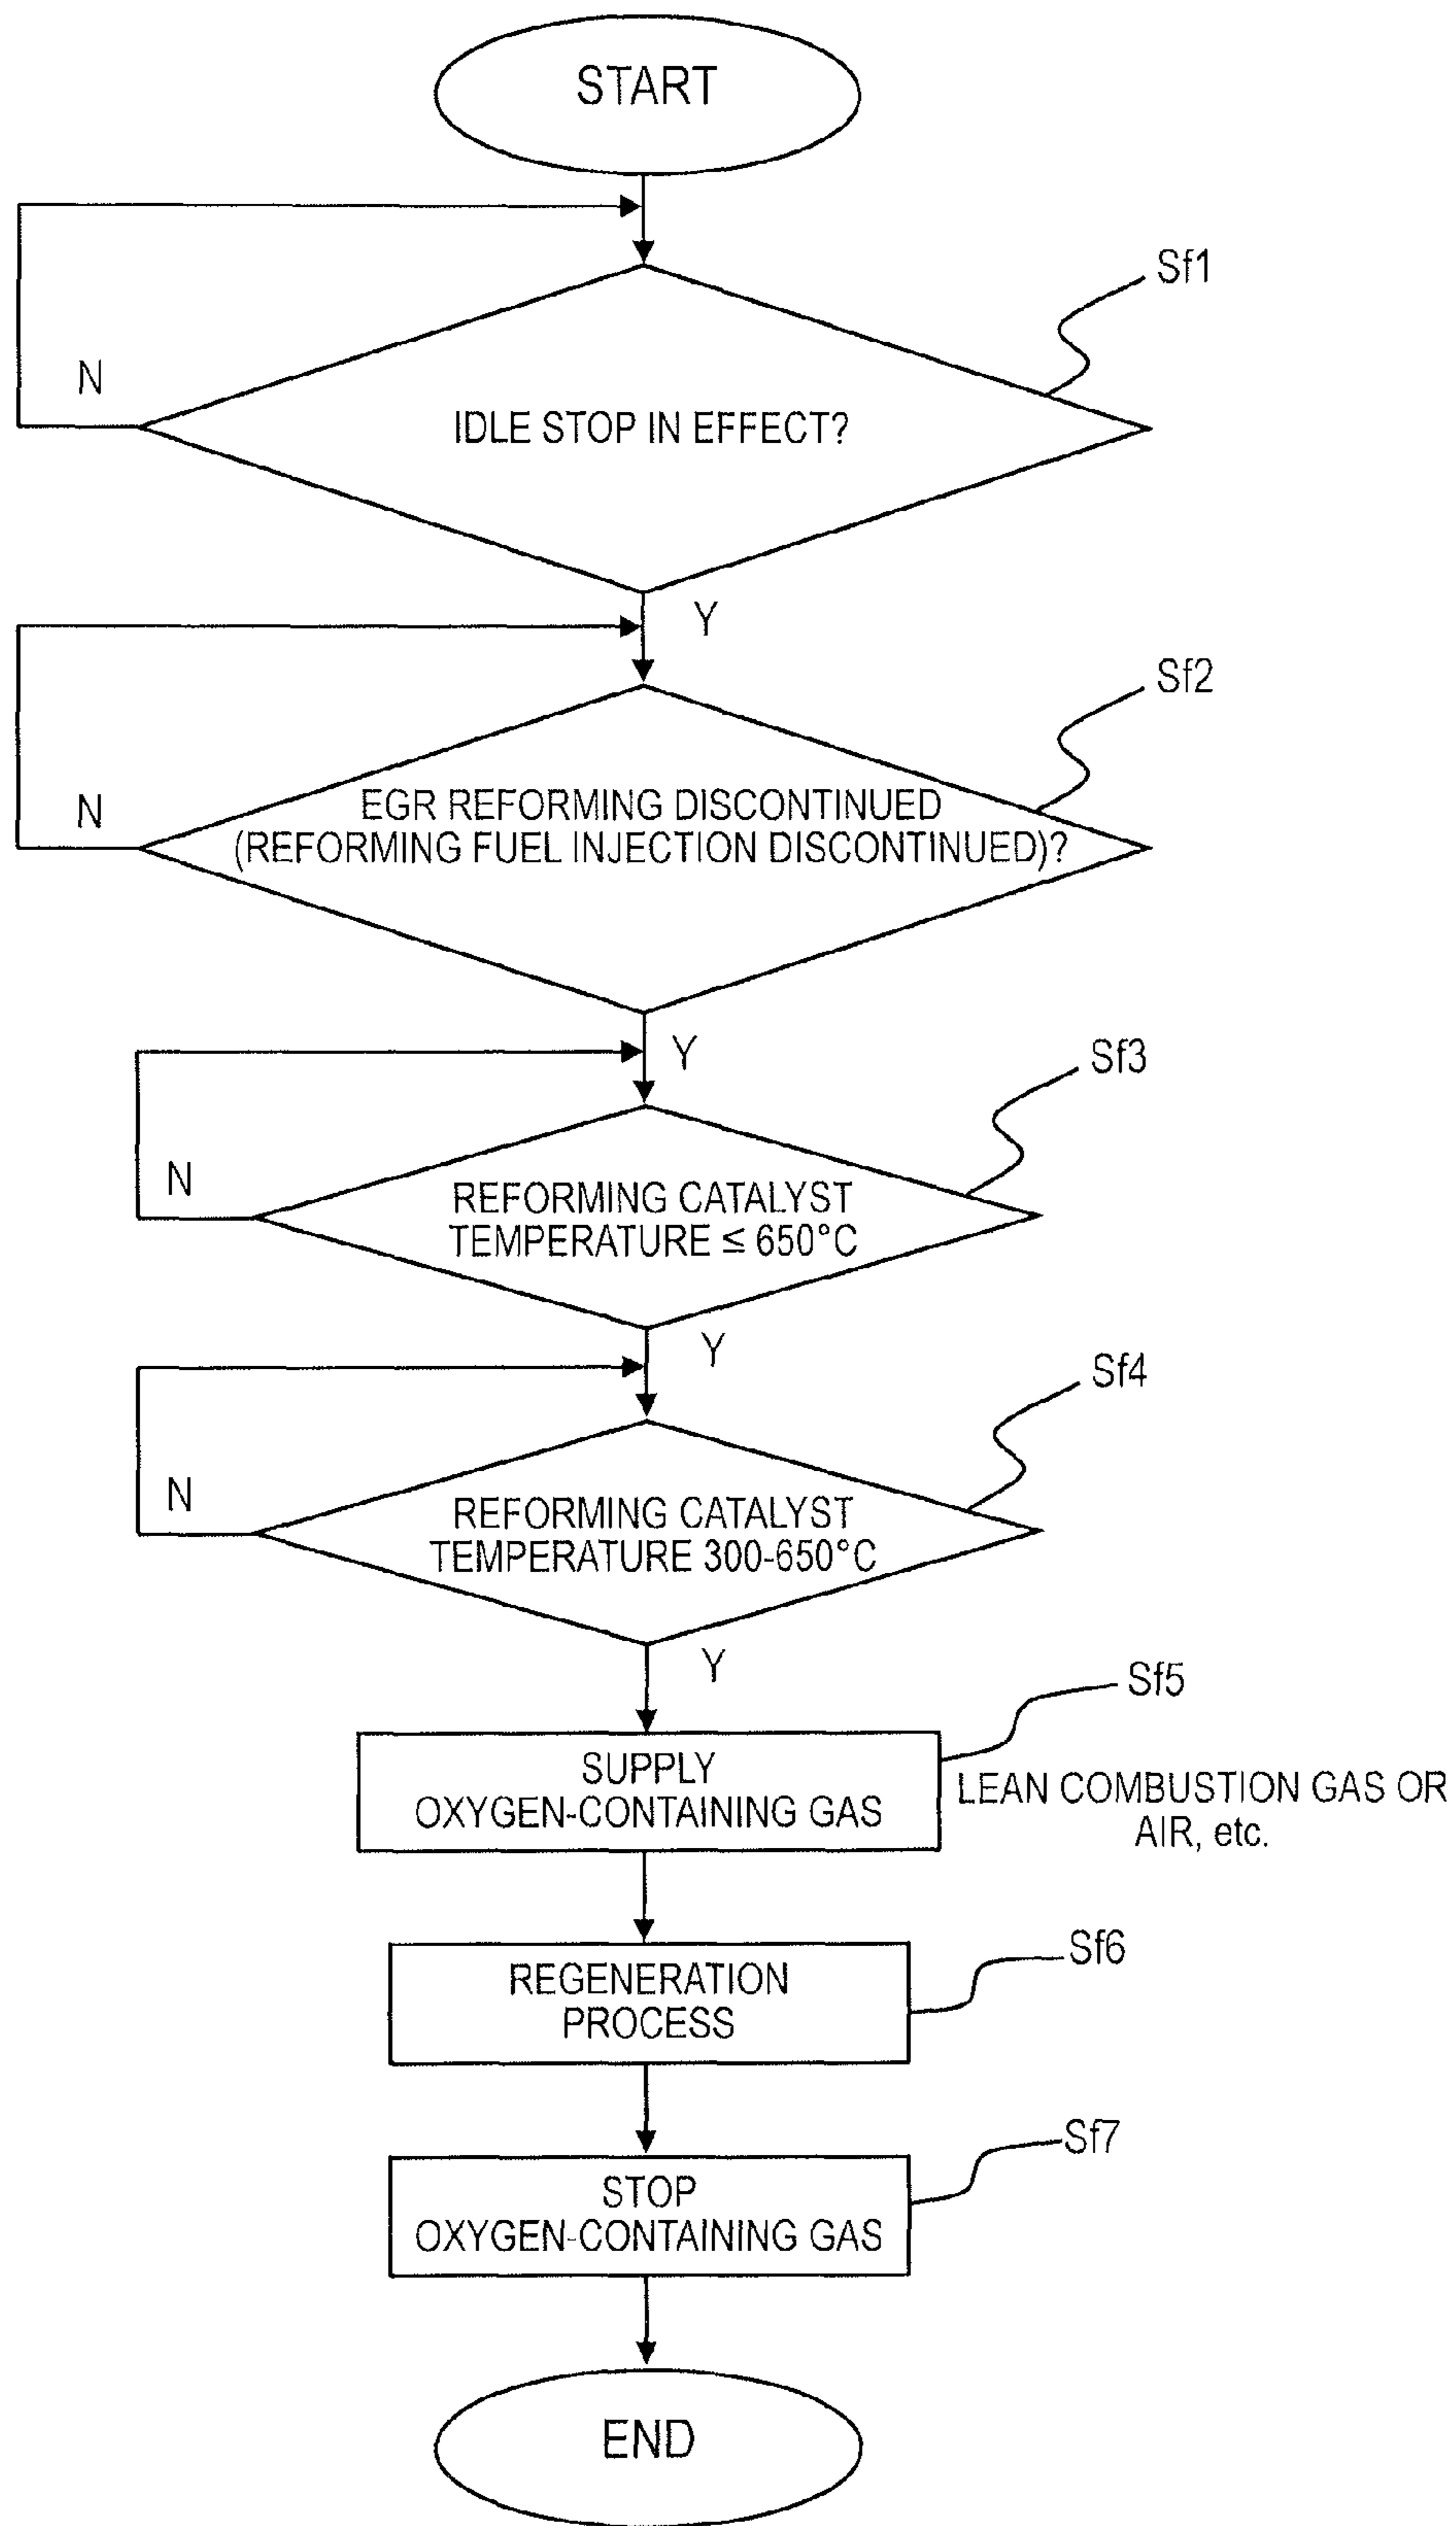 START
Sf1
N
IDLE STOP IN EFFECT?
Y
Sf2
EGR REFORMING DISCONTINUED
N
(REFORMING FUEL INJECTION DISCONTINUED)?
Y
Sf3
N
REFORMING CATALYST
TEMPERATURE ≤ 650°C
Y
Sf4
N
REFORMING CATALYST
TEMPERATURE 300-650°C
Y
Sf5
SUPPLY
OXYGEN-CONTAINING GAS
LEAN COMBUSTION GAS OR
AIR, etc.
Sf6
REGENERATION
PROCESS
Sf7
STOP
OXYGEN-CONTAINING GAS
END